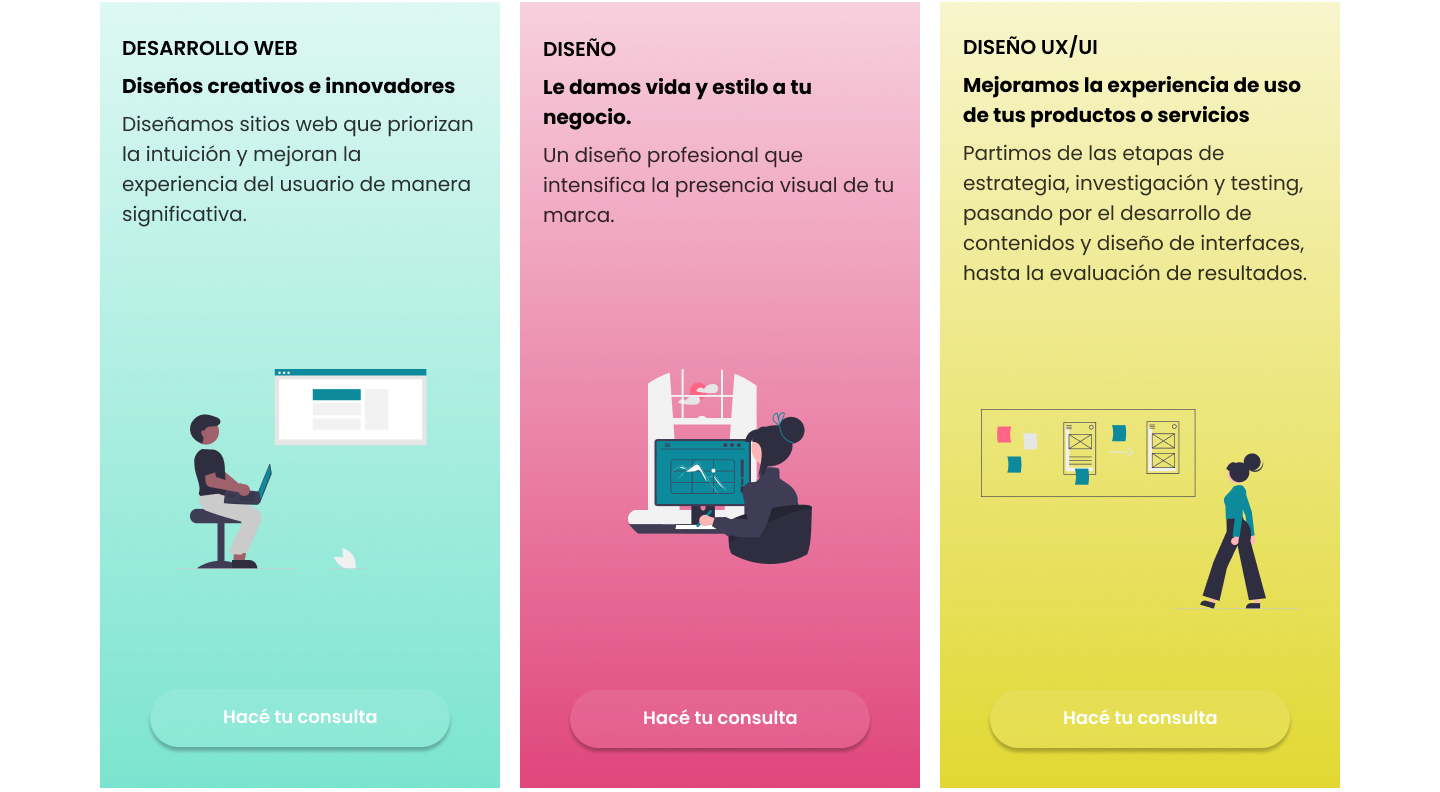 DESARROLLO WEB
Diseños creativos e innovadores
Diseñamos sitios web que priorizan
la intuición y mejoran la
experiencia del usuario de manera
significativa.
Hacé tu consulta
DISEÑO
Le damos vida y estilo a tu
negocio.
Un diseño profesional que
intensifica la presencia visual de tu
marca.
Hacé tu consulta
DISEÑO UX/UI
Mejoramos la experiencia de uso
de tus productos o servicios
Partimos de las etapas de
estrategia, investigación y testing,
pasando por el desarrollo de
contenidos y diseño de interfaces,
hasta la evaluación de resultados.
Hacé tu consulta